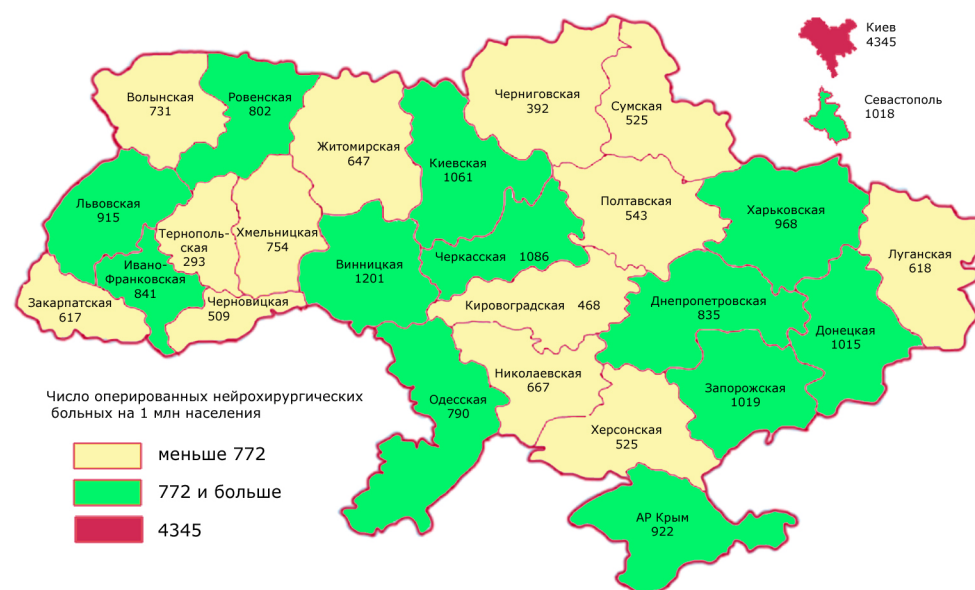 Киев
4345
Севастополь
1018
Волынская
731
Ровенская
802
Житомирская
647
Киевская
1061
Черниговская
392
Сумская
525
Львовская
915
Тернополь-
ская
293
Хмельницкая
754
Ивано-
Франковская
841
Закарпатская
617
Черновицкая
509
Винницкая
1201
Черкасская 1086
Полтавская
543
Харьковская
968
Луганская
618
Кировоградская 468
Днепропетровская
835
Донецкая
1015
Николаевская
667
Одесская
790
Запорожская
1019
Херсонская
525
АР Крым
922
Число оперированных нейрохирургических
больных на 1 млн населения
меньше 772
772 и больше
4345